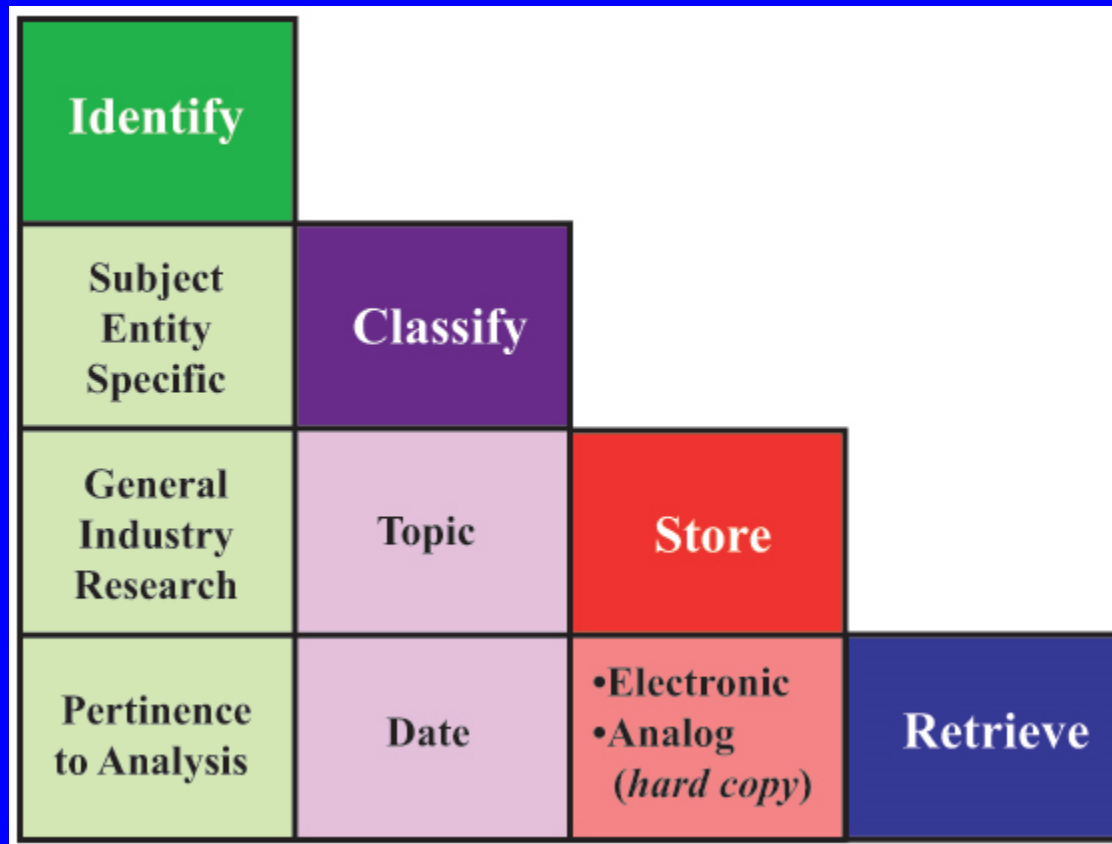 Identify
Subject
Entity
Specific
Classify
General
Industry
Research
Topic
Store
Pertinence
to Analysis
Date
•Electronic
•Analog
(hard copy)
Retrieve